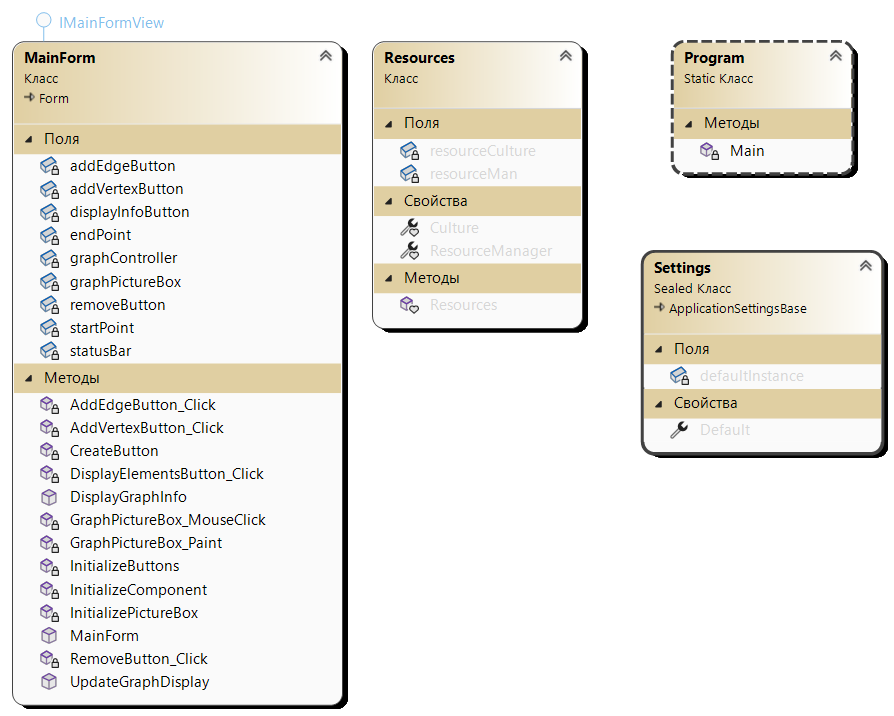 IMainFormView
MainForm
Класс
Form
Поля
addEdgeButton
addVertexButton
displayInfoButton
endPoint
graphController
graphPictureBox
removeButton
startPoint
statusBar
Методы
AddEdgeButton_Click
AddVertexButton_Click
CreateButton
DisplayElementsButton_Click
DisplayGraphInfo
GraphPictureBox_MouseClick
GraphPictureBox_Paint
InitializeButtons
InitializeComponent
InitializePictureBox
MainForm
RemoveButton_Click
UpdateGraphDisplay
Resources
Класс
Поля
resourceCulture
resourceMan
Свойства
Culture
ResourceManager
Методы
Resources
Program
Static Класс
Методы
Main
Settings
Sealed Класс
ApplicationSettingsBase
Поля
defaultInstance
Свойства
Default